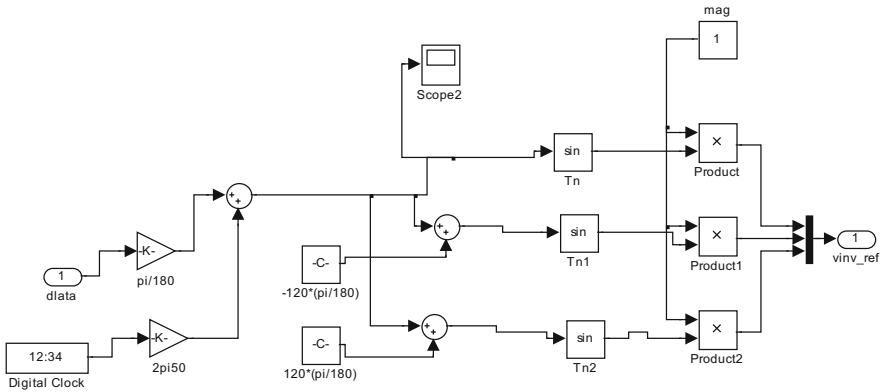 mag
1
Scope2
sin
Tn
×
Product
+
+
1
dlata
-K-
pi/180
12:34
Digital Clock
-K-
2pi50
-C-
-120*(pi/180)
+
+
sin
Tn1
×
Product1
1
vinv_ref
-C-
120*(pi/180)
+
+
sin
Tn2
×
Product2